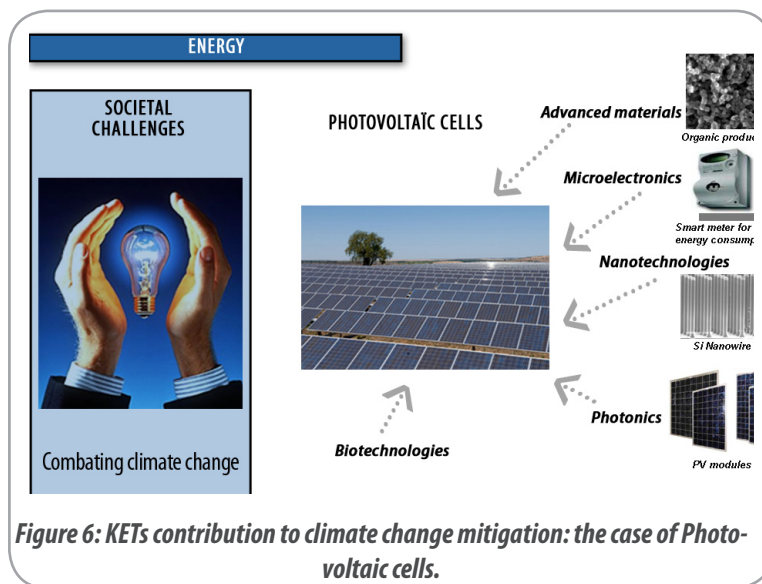 ENERGY
SOCIETAL
CHALLENGES
Combating climate change
PHOTOVOLTAÏC CELLS
Advanced materials
Organic produc
Microelectronics
Smart meter for
energy consump
Nanotechnologies
Si Nanowire
Photonics
PV modules
Biotechnologies
Figure 6: KETs contribution to climate change mitigation: the case of Photo-
voltaic cells.